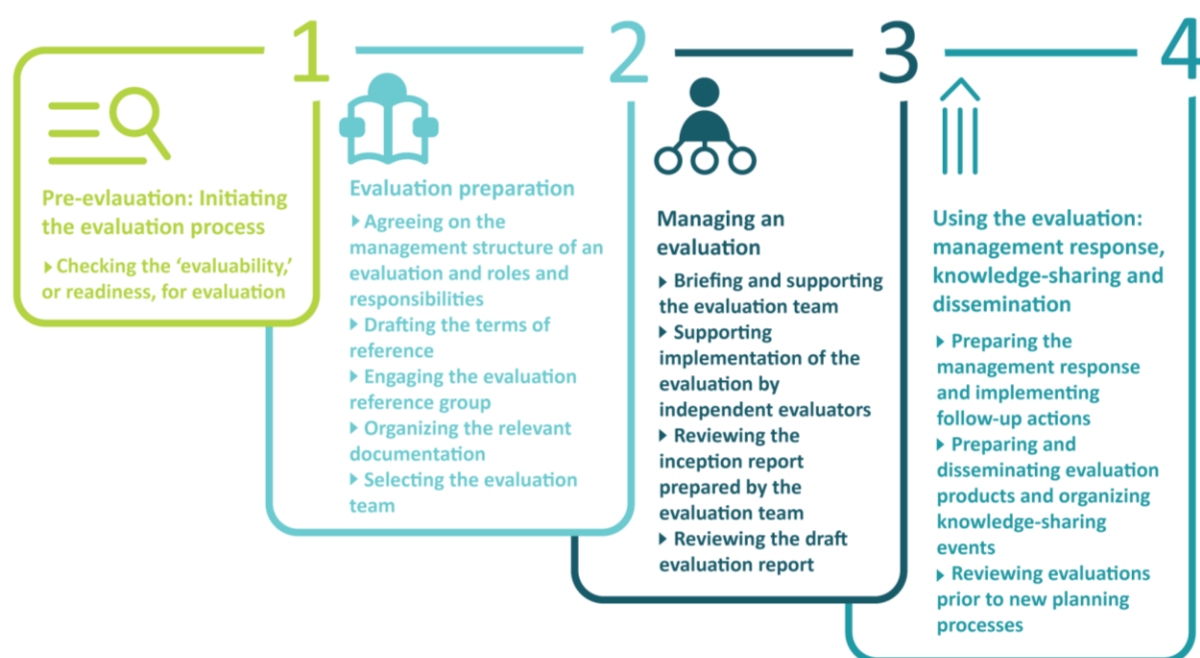 1
Pre-evlauation: Initiating
the evaluation process
▸ Checking the ‘evaluability,’
or readiness, for evaluation
2
Evaluation preparation
▸ Agreeing on the
management structure of an
evaluation and roles and
responsibilities
▸ Drafting the terms of
reference
▸ Engaging the evaluation
reference group
▸ Organizing the relevant
documentation
▸ Selecting the evaluation
team
3
Managing an
evaluation
▸ Briefing and supporting
the evaluation team
▸ Supporting
implementation of the
evaluation by
independent evaluators
▸ Reviewing the
inception report
prepared by the
evaluation team
▸ Reviewing the draft
evaluation report
4
Using the evaluation:
management response,
knowledge-sharing and
dissemination
▸ Preparing the
management response
and implementing
follow-up actions
▸ Preparing and
disseminating evaluation
products and organizing
knowledge-sharing
events
▸ Reviewing evaluations
prior to new planning
processes